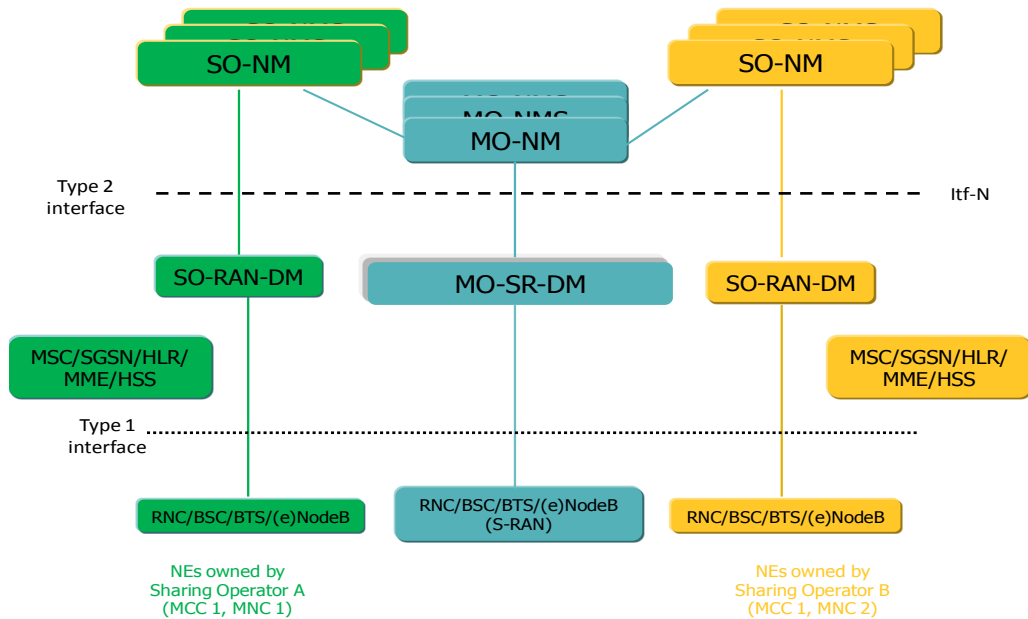 SO-NM
SO-NM
MO-NMS
MO-NM
Type 2
interface
Itf-N
SO-RAN-DM
MO-SR-DM
SO-RAN-DM
MSC/SGSN/HLR/
MME/HSS
MSC/SGSN/HLR/
MME/HSS
Type 1
interface
RNC/BSC/BTS/(e)NodeB
RNC/BSC/BTS/(e)NodeB
(S-RAN)
RNC/BSC/BTS/(e)NodeB
NEs owned by
Sharing Operator A
(MCC 1, MNC 1)
NEs owned by
Sharing Operator B
(MCC 1, MNC 2)